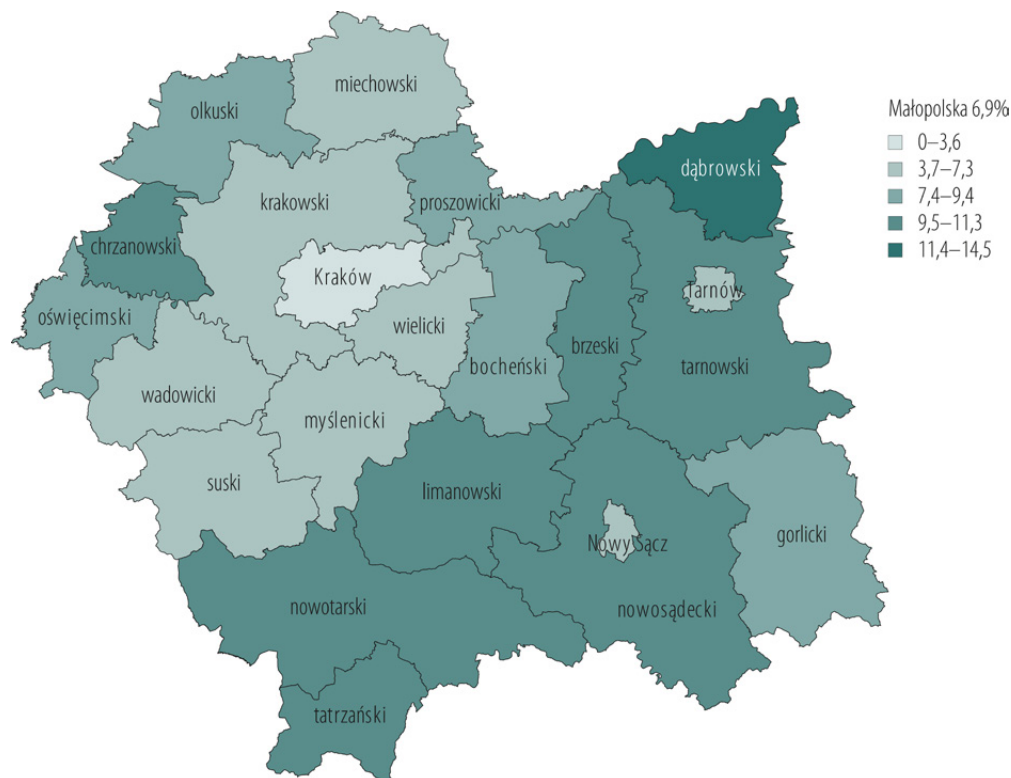 miechowski
olkuski
Małopolska 6,9%
0–3,6
3,7–7,3
7,4–9,4
9,5–11,3
11,4–14,5
dąbrowski
krakowski
proszowicki
chrzanowski
Kraków
Tarnów
oświęcimski
wielicki
brzeski
bocheński
tarnowski
wadowicki
myślenicki
suski
limanowski
gorlicki
Nowy Sącz
nowotarski
nowosądecki
tatrzański